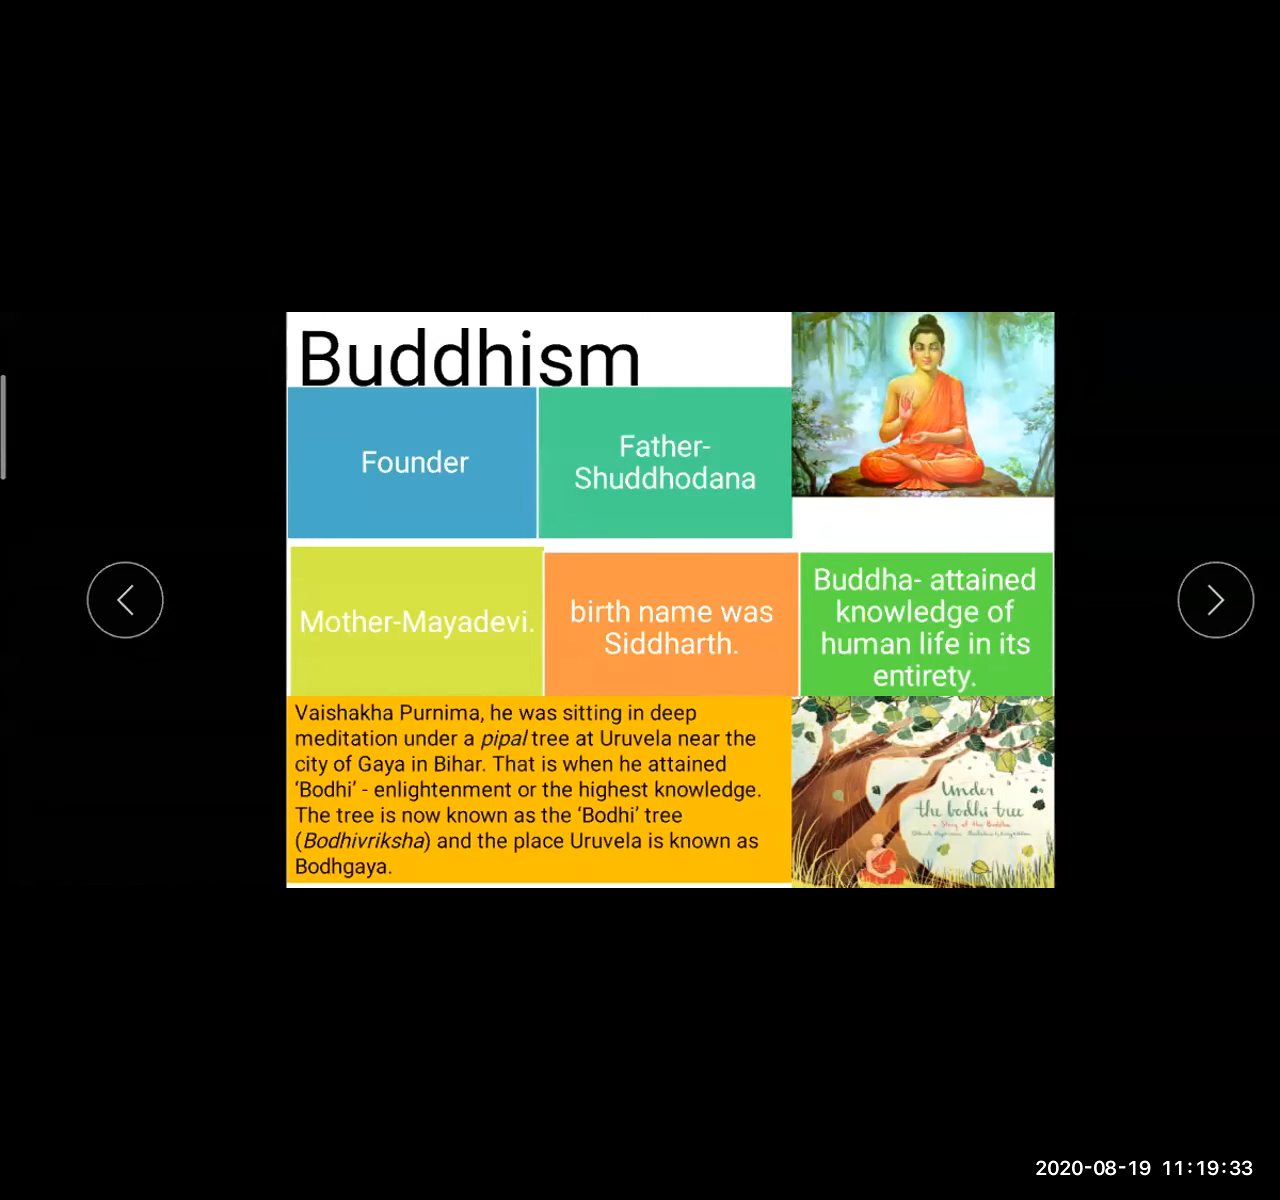 Buddhism
Founder
Father-
Shuddhodana
Mother-Mayadevi.
birth name was
Siddharth.
Buddha- attained
knowledge of
human life in its
entirety.
Vaishakha Purnima, he was sitting in deep
meditation under a pipal tree at Uruvela near the
city of Gaya in Bihar. That is when he attained
‘Bodhi’ - enlightenment or the highest knowledge.
The tree is now known as the ‘Bodhi’ tree
(Bodhivriksha) and the place Uruvela is known as
Bodhgaya.
Under
the bodhi tree
a Story of the Buddha
2020-08-19 11:19:33